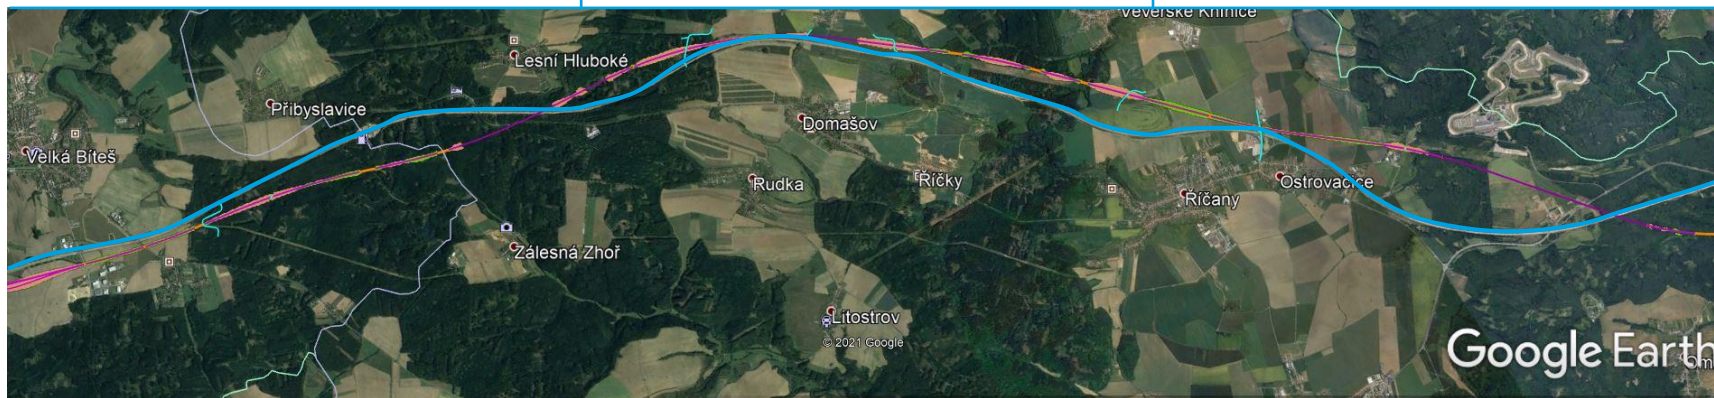 Veverské Knínice
Lesní Hluboké
Přibyslavice
Domašov
Velká Bíteš
Rudka
Říčky
Ostrovačice
Říčany
Zálesná Zhoř
Litostrov
© 2021 Google
Google Earth